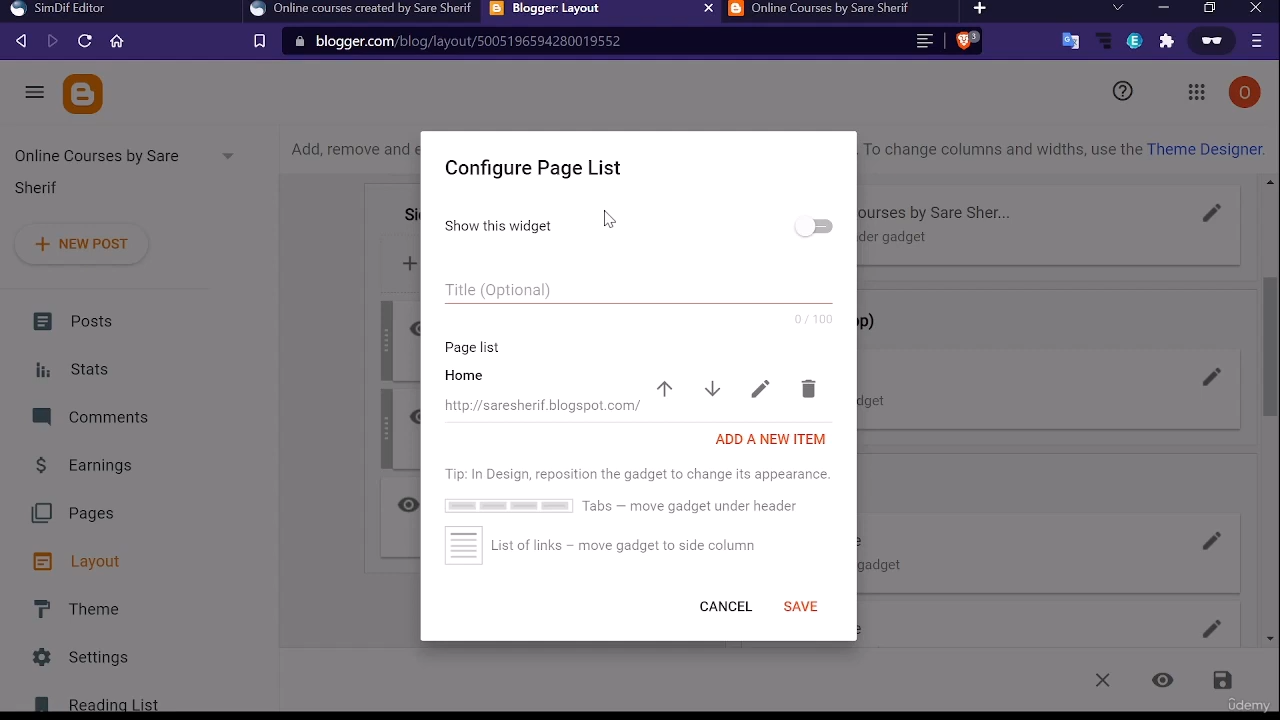 SimDif Editor
Online courses created by Sare Sherif
Blogger: Layout
Online Courses by Sare Sherif
blogger.com/blog/layout/5005196594280019552
3
E
O
Online Courses by Sare
Sherif
NEW POST
Posts
Stats
Comments
Earnings
Pages
Layout
Theme
Settings
Reading List
Add, remove and e
. To change columns and widths, use the Theme Designer.
Si
ourses by Sare Sher...
der gadget
p)
dget
e
gadget
e
Configure Page List
Show this widget
Title (Optional)
0 / 100
Page list
Home
http://saresherif.blogspot.com/
ADD A NEW ITEM
Tip: In Design, reposition the gadget to change its appearance.
Tabs — move gadget under header
List of links – move gadget to side column
CANCEL
SAVE
ûdemy